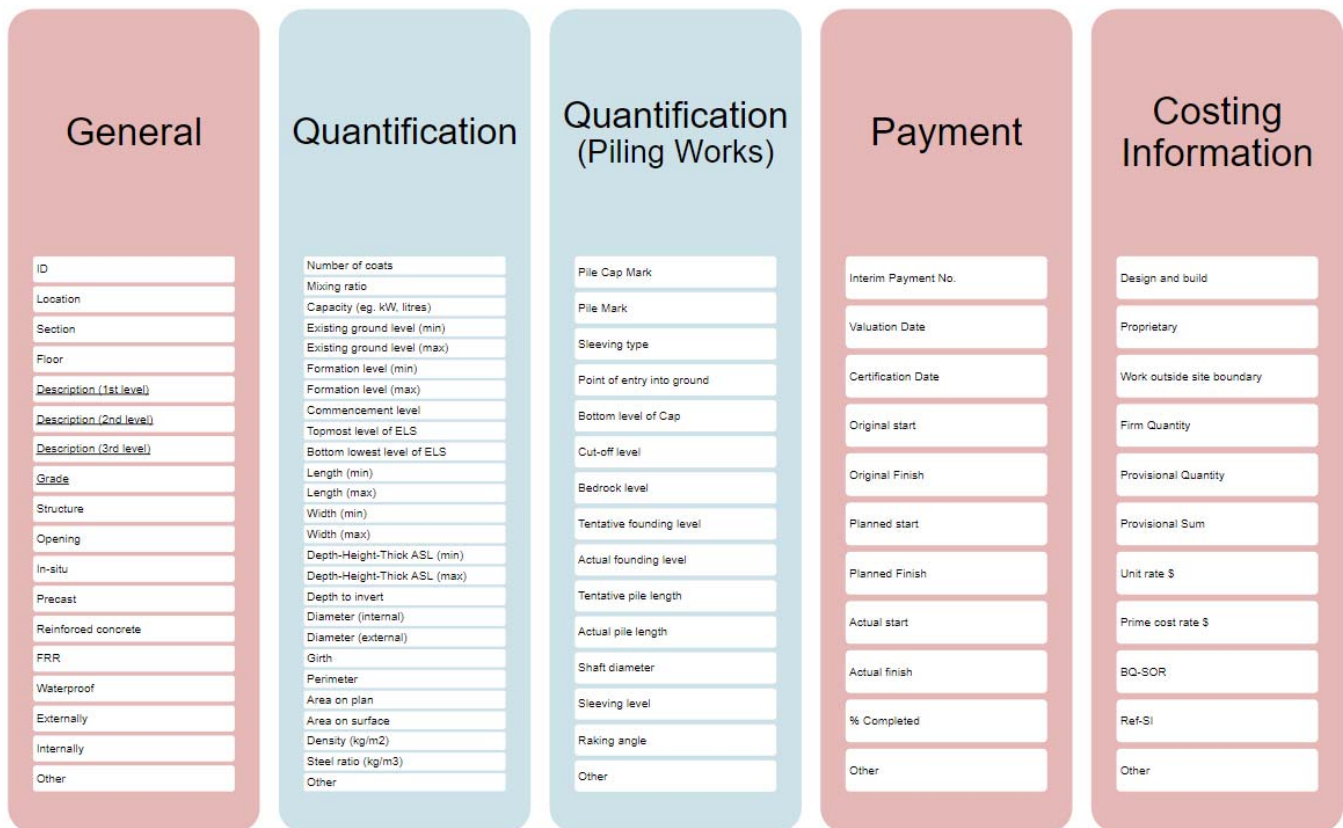 General
ID
Location
Section
Floor
Description (1st level)
Description (2nd level)
Description (3rd level)
Grade
Structure
Opening
In-situ
Precast
Reinforced concrete
FRR
Waterproof
Externally
Internally
Other
Quantification
Number of coats
Mixing ratio
Capacity (eg. kW, litres)
Existing ground level (min)
Existing ground level (max)
Formation level (min)
Formation level (max)
Commencement level
Topmost level of ELS
Bottom lowest level of ELS
Length (min)
Length (max)
Width (min)
Width (max)
Depth-Height-Thick ASL (min)
Depth-Height-Thick ASL (max)
Depth to invert
Diameter (internal)
Diameter (external)
Girth
Perimeter
Area on plan
Area on surface
Density (kg/m2)
Steel ratio (kg/m3)
Other
Quantification
(Piling Works)
Pile Cap Mark
Pile Mark
Sleeving type
Point of entry into ground
Bottom level of Cap
Cut-off level
Bedrock level
Tentative founding level
Actual founding level
Tentative pile length
Actual pile length
Shaft diameter
Sleeving level
Raking angle
Other
Payment
Interim Payment No.
Valuation Date
Certification Date
Original start
Original Finish
Planned start
Planned Finish
Actual start
Actual finish
% Completed
Other
Costing
Information
Design and build
Proprietary
Work outside site boundary
Firm Quantity
Provisional Quantity
Provisional Sum
Unit rate $
Prime cost rate $
BQ-SOR
Ref-SI
Other